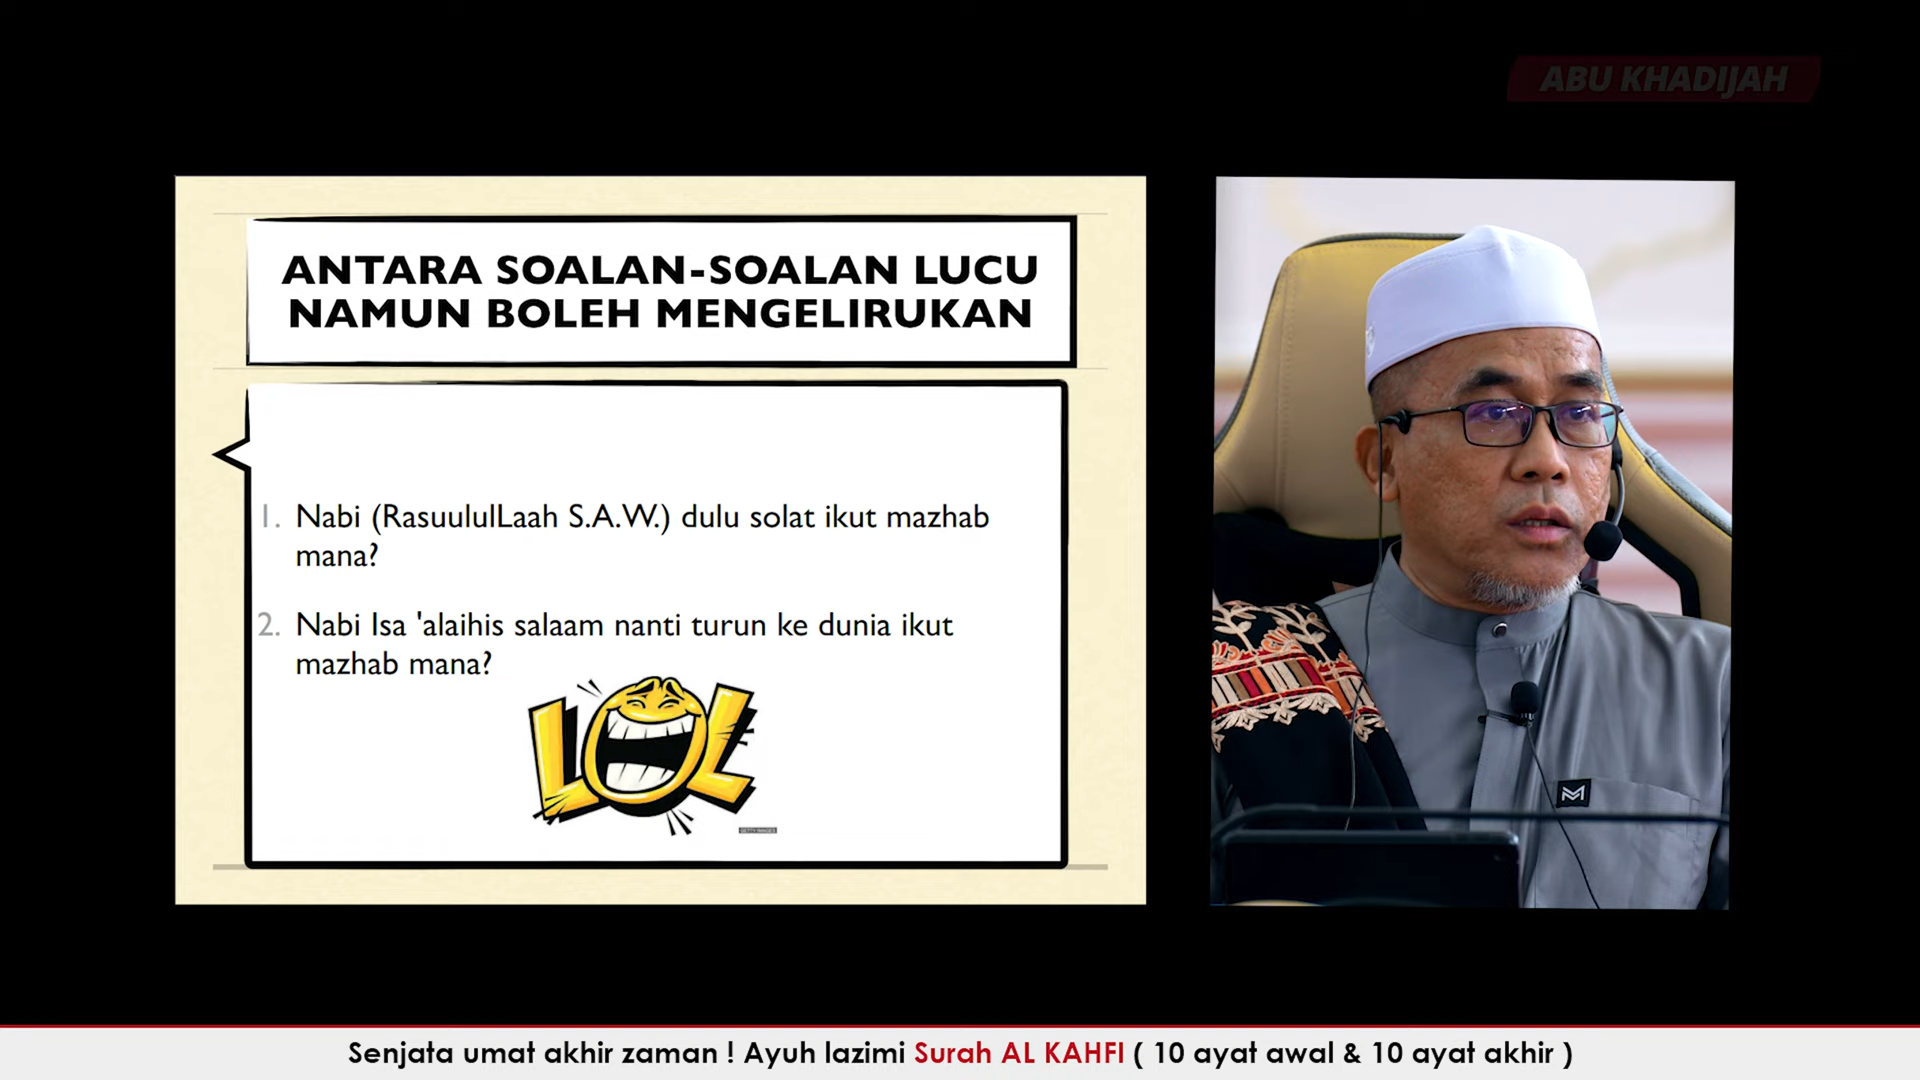 ABU KHADIJAH
ANTARA SOALAN-SOALAN LUCU
NAMUN BOLEH MENGELIRUKAN
1. Nabi (RasuululLaah S.A.W.) dulu solat ikut mazhab
mana?
2. Nabi Isa 'alaihis salaam nanti turun ke dunia ikut
mazhab mana?
LOL
GETTY IMAGES
Senjata umat akhir zaman ! Ayuh lazimi Surah AL KAHFI ( 10 ayat awal & 10 ayat akhir )